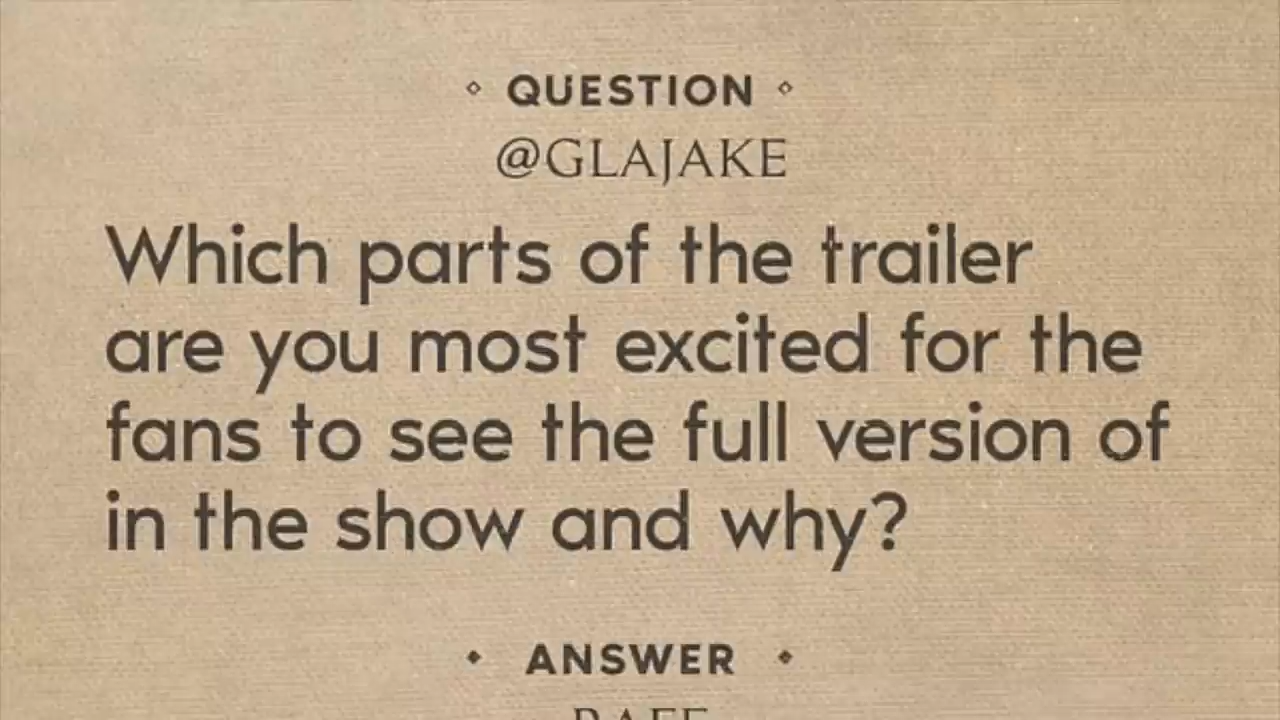 QUESTION
@GLAJAKE
Which parts of the trailer
are you most excited for the
fans to see the full version of
in the show and why?
ANSWER